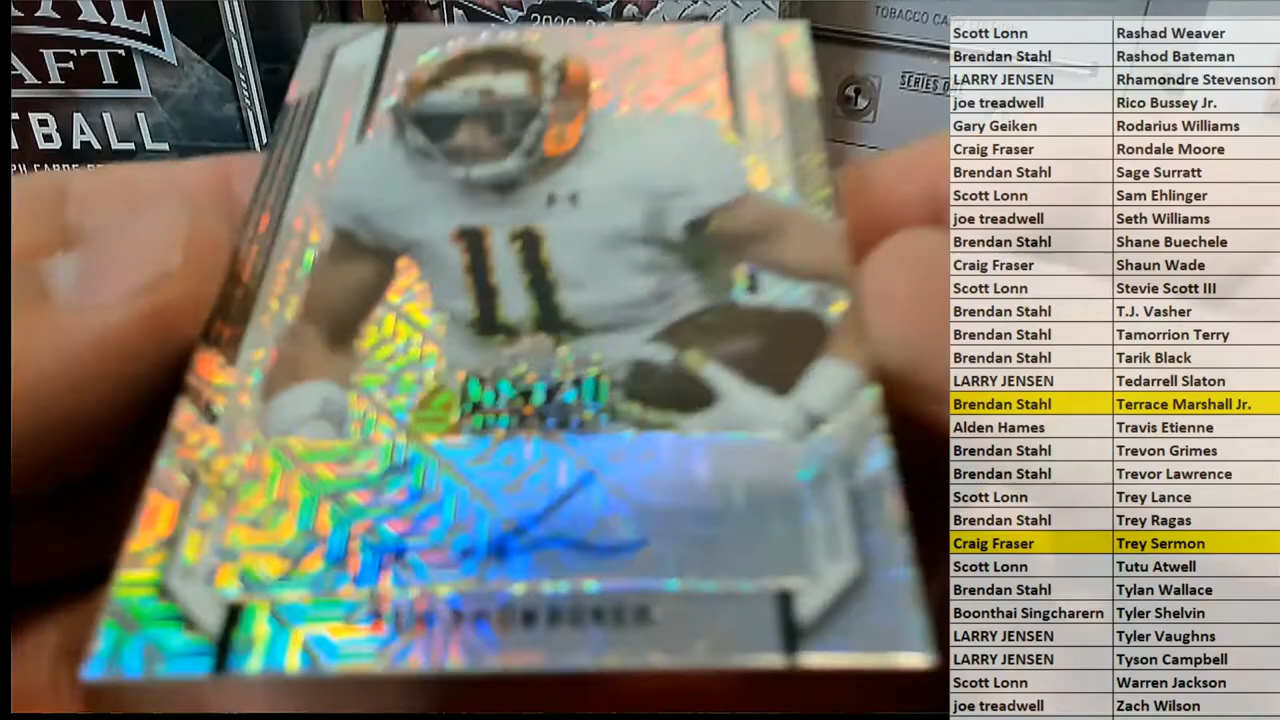 AFT
TBALL
TOBACCO CA
SERIES O
11
Scott Lonn Rashad Weaver
Brendan Stahl Rashod Bateman
LARRY JENSEN Rhamondre Stevenson
joe treadwell Rico Bussey Jr.
Gary Geiken Rodarius Williams
Craig Fraser Rondale Moore
Brendan Stahl Sage Surratt
Scott Lonn Sam Ehlinger
joe treadwell Seth Williams
Brendan Stahl Shane Buechele
Craig Fraser Shaun Wade
Scott Lonn Stevie Scott III
Brendan Stahl T.J. Vasher
Brendan Stahl Tamorrion Terry
Brendan Stahl Tarik Black
LARRY JENSEN Tedarrell Slaton
Brendan Stahl Terrace Marshall Jr.
Alden Hames Travis Etienne
Brendan Stahl Trevon Grimes
Brendan Stahl Trevor Lawrence
Scott Lonn Trey Lance
Brendan Stahl Trey Ragas
Craig Fraser Trey Sermon
Scott Lonn Tutu Atwell
Brendan Stahl Tylan Wallace
Boonthai Singcharern Tyler Shelvin
LARRY JENSEN Tyler Vaughns
LARRY JENSEN Tyson Campbell
Scott Lonn Warren Jackson
joe treadwell Zach Wilson